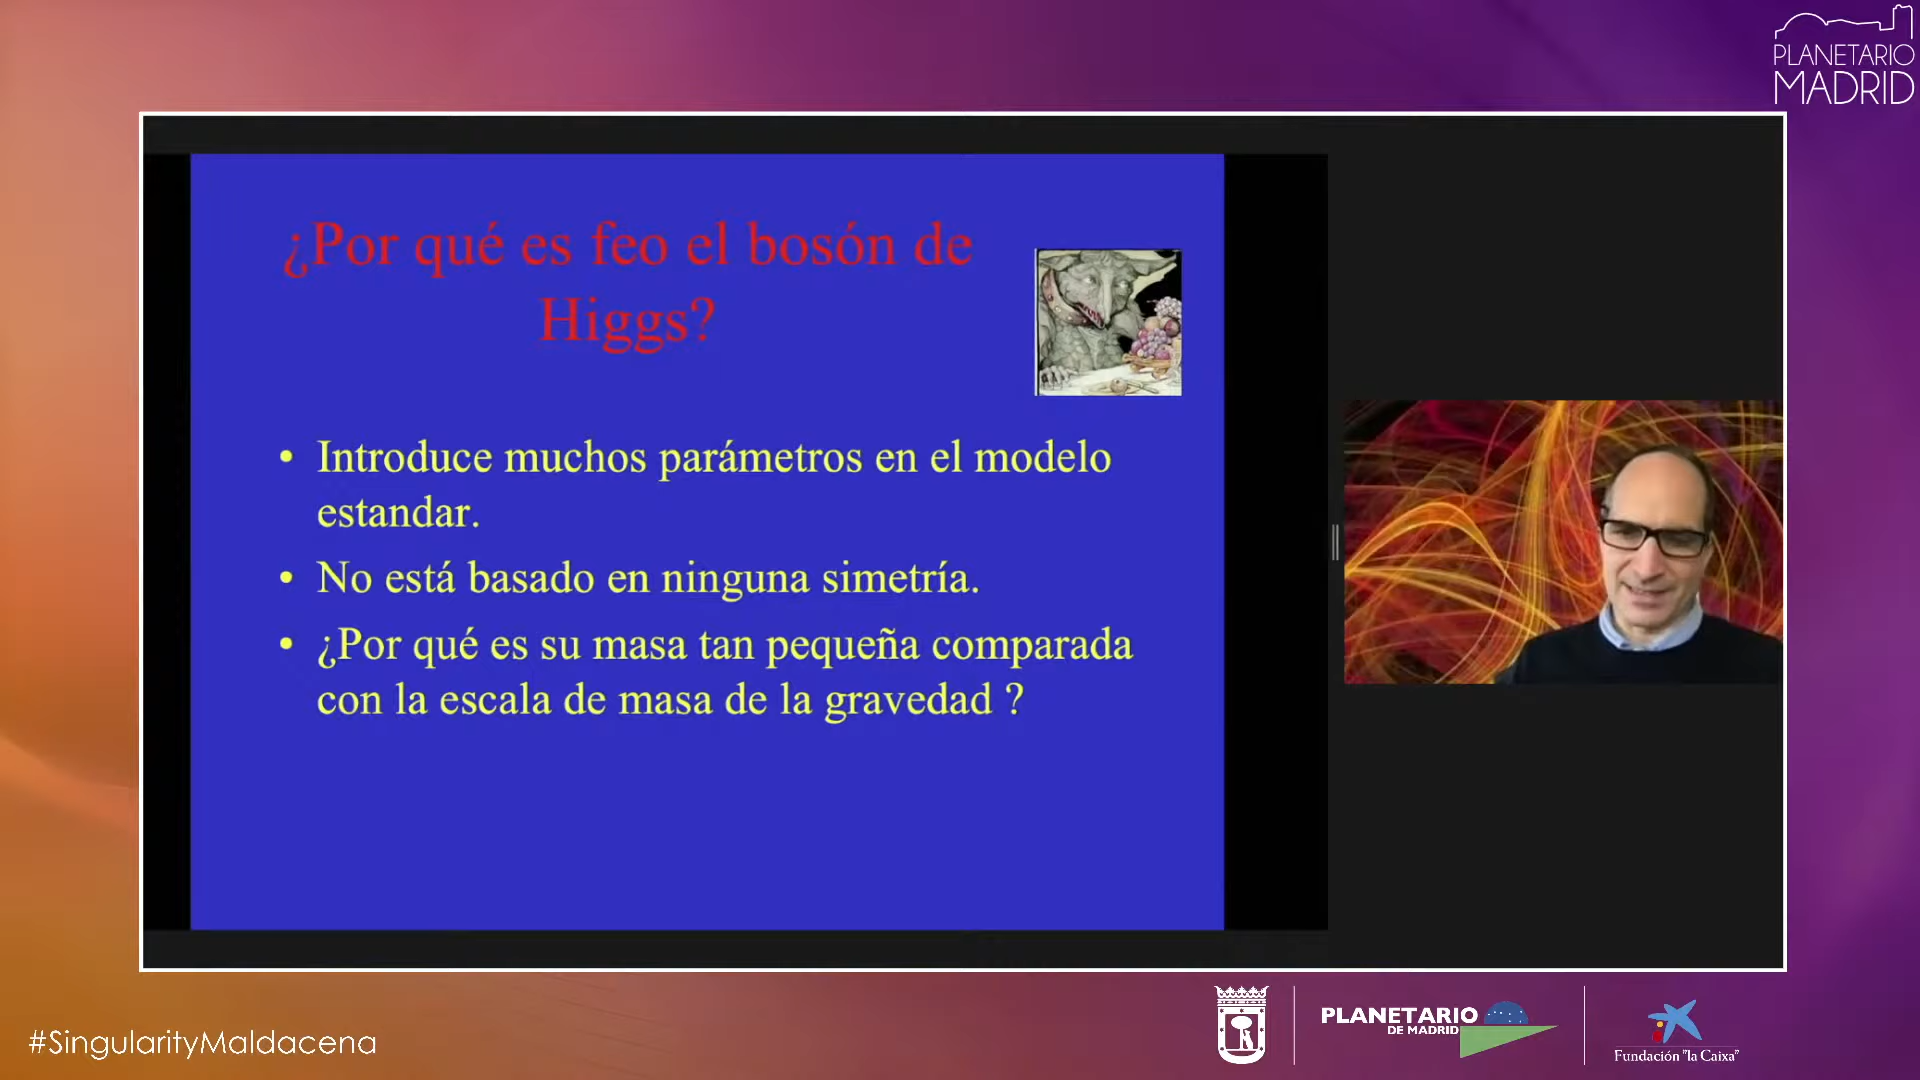 PLANETARIO
MADRID
¿Por qué es feo el bosón de
Higgs?
• Introduce muchos parámetros en el modelo
estandar.
• No está basado en ninguna simetría.
• ¿Por qué es su masa tan pequeña comparada
con la escala de masa de la gravedad ?
#SingularityMaldacena
PLANETARIO
DE MADRID
Fundación "la Caixa"